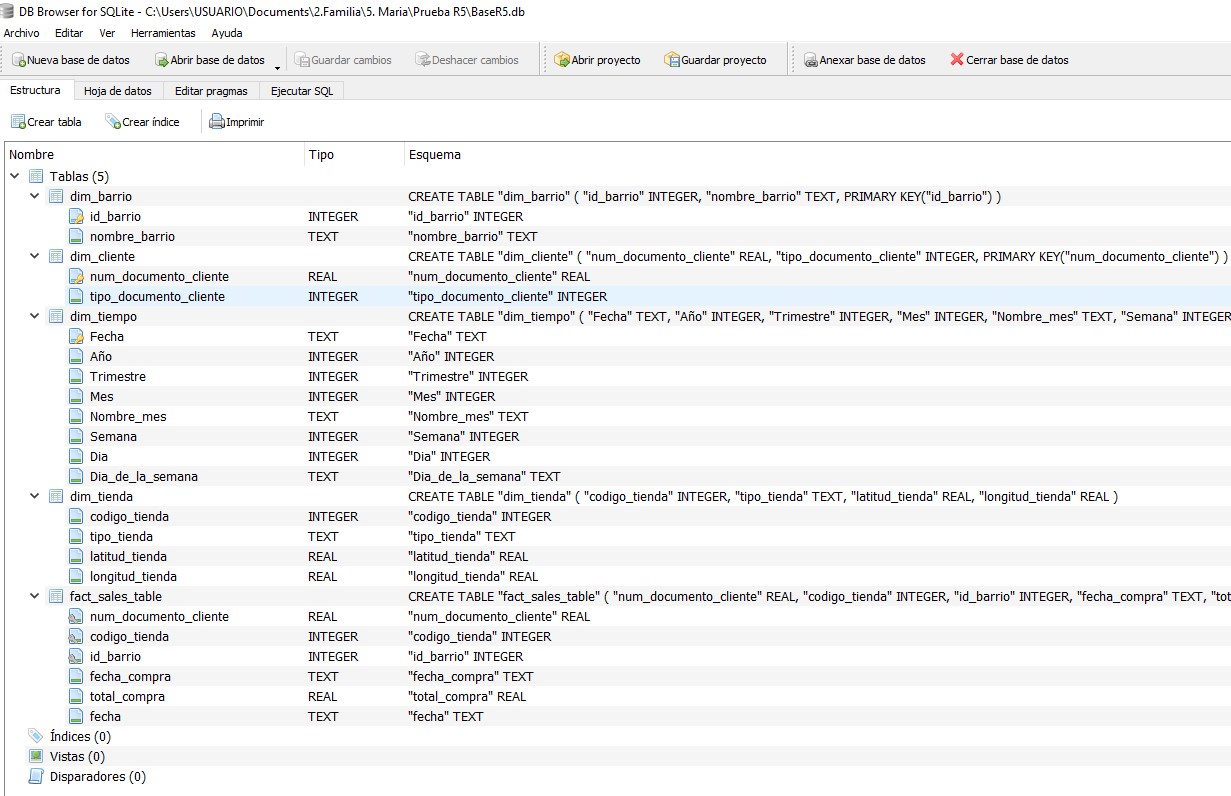 DB Browser for SQLite - C:\Users\USUARIO\Documents\2.Familia\5. Maria\Prueba R5\BaseR5.db
Archivo Editar Ver Herramientas Ayuda
Nueva base de datos Abrir base de datos Guardar cambios Deshacer cambios Abrir proyecto Guardar proyecto Anexar base de datos Cerrar base de datos
Estructura Hoja de datos Editar pragmas Ejecutar SQL
Crear tabla Crear índice Imprimir
Nombre Tipo Esquema
Tablas (5)
dim_barrio CREATE TABLE "dim_barrio" ( "id_barrio" INTEGER, "nombre_barrio" TEXT, PRIMARY KEY("id_barrio") )
id_barrio INTEGER "id_barrio" INTEGER
nombre_barrio TEXT "nombre_barrio" TEXT
dim_cliente CREATE TABLE "dim_cliente" ( "num_documento_cliente" REAL, "tipo_documento_cliente" INTEGER, PRIMARY KEY("num_documento_cliente") )
num_documento_cliente REAL "num_documento_cliente" REAL
tipo_documento_cliente INTEGER "tipo_documento_cliente" INTEGER
dim_tiempo CREATE TABLE "dim_tiempo" ( "Fecha" TEXT, "Año" INTEGER, "Trimestre" INTEGER, "Mes" INTEGER, "Nombre_mes" TEXT, "Semana" INTEGER
Fecha TEXT "Fecha" TEXT
Año INTEGER "Año" INTEGER
Trimestre INTEGER "Trimestre" INTEGER
Mes INTEGER "Mes" INTEGER
Nombre_mes TEXT "Nombre_mes" TEXT
Semana INTEGER "Semana" INTEGER
Dia INTEGER "Dia" INTEGER
Dia_de_la_semana TEXT "Dia_de_la_semana" TEXT
dim_tienda CREATE TABLE "dim_tienda" ( "codigo_tienda" INTEGER, "tipo_tienda" TEXT, "latitud_tienda" REAL, "longitud_tienda" REAL )
codigo_tienda INTEGER "codigo_tienda" INTEGER
tipo_tienda TEXT "tipo_tienda" TEXT
latitud_tienda REAL "latitud_tienda" REAL
longitud_tienda REAL "longitud_tienda" REAL
fact_sales_table CREATE TABLE "fact_sales_table" ( "num_documento_cliente" REAL, "codigo_tienda" INTEGER, "id_barrio" INTEGER, "fecha_compra" TEXT, "tot
num_documento_cliente REAL "num_documento_cliente" REAL
codigo_tienda INTEGER "codigo_tienda" INTEGER
id_barrio INTEGER "id_barrio" INTEGER
fecha_compra TEXT "fecha_compra" TEXT
total_compra REAL "total_compra" REAL
fecha TEXT "fecha" TEXT
Índices (0)
Vistas (0)
Disparadores (0)